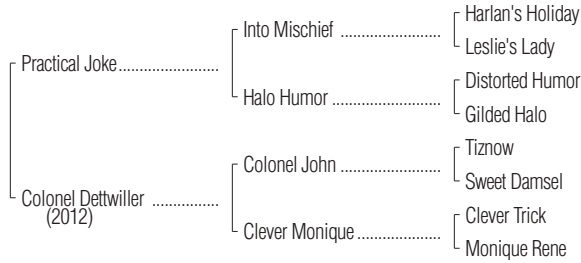 Harlan's Holiday
Into Mischief ........................
Leslie's Lady
Practical Joke ........................
Distorted Humor
Halo Humor ..........................
Gilded Halo
Tiznow
Colonel John ........................
Sweet Damsel
Colonel Dettwiller ................
(2012)
Clever Trick
Clever Monique ....................
Monique Rene